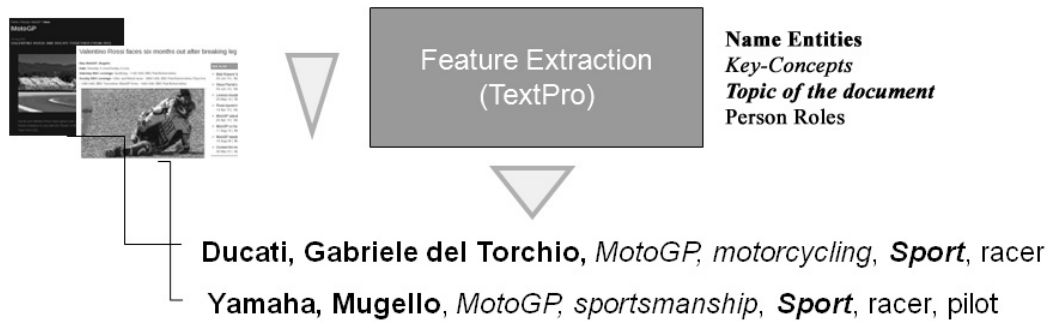 MotoGP
Valentino Rossi faces six months out after breaking leg
Feature Extraction
(TextPro)
Name Entities
Key-Concepts
Topic of the document
Person Roles
Ducati, Gabriele del Torchio, MotoGP, motorcycling, Sport, racer
Yamaha, Mugello, MotoGP, sportsmanship, Sport, racer, pilot